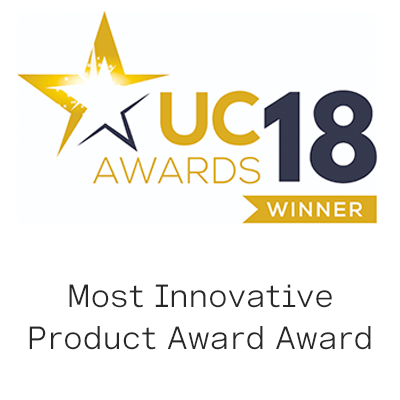 UC18
AWARDS
WINNER
Most Innovative
Product Award Award